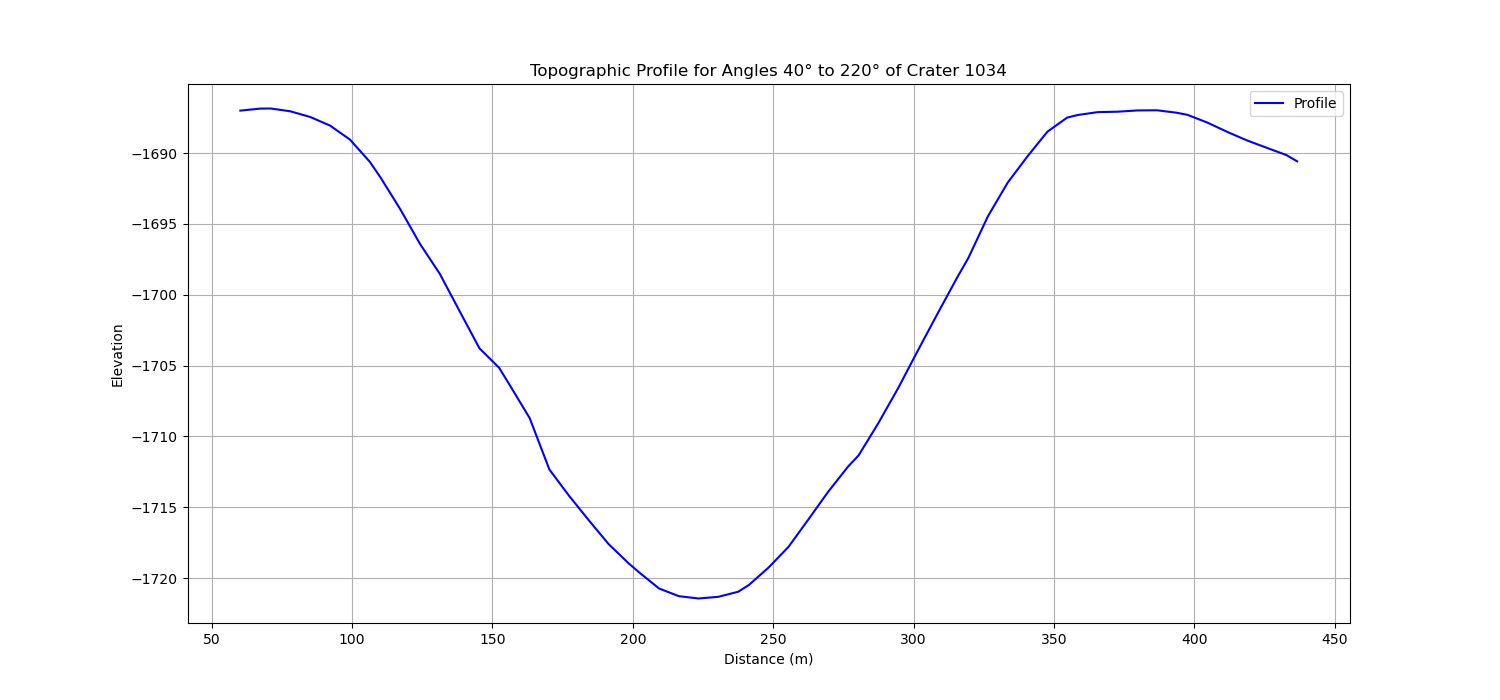 Topographic Profile for Angles 40° to 220° of Crater 1034
Profile
−1690
−1695
−1700
−1705
−1710
−1715
−1720
Elevation
50 100 150 200 250 300 350 400 450
Distance (m)